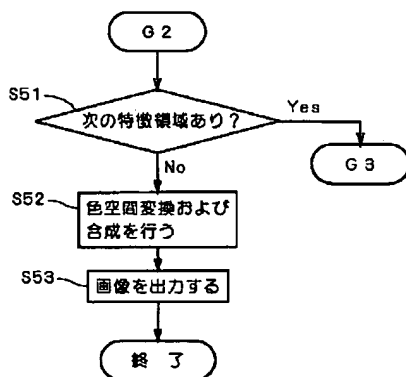 G2
S51
次の特徴領域あり?
Yes
G3
No
S52
色空間変換および
合成を行う
S53
画像を出力する
終 了